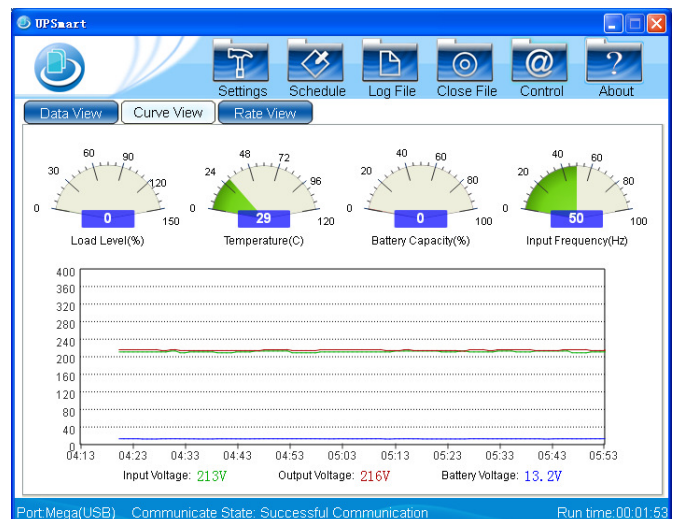 UPSmart
Settings Schedule Log File Close File Control About
Data View Curve View Rate View
0 30 60 90 120 150
0
Load Level(%)
0 24 48 72 96 120
29
Temperature(C)
0 20 40 60 80 100
0
Battery Capacity(%)
0 20 40 60 80 100
50
Input Frequency(Hz)
400
360
320
280
240
200
160
120
80
40
0
04:13 04:23 04:33 04:43 04:53 05:03 05:13 05:23 05:33 05:43 05:53
Input Voltage: 213V Output Voltage: 216V Battery Voltage: 13.2V
Port:Mega(USB) Communicate State: Successful Communication Run time:00:01:53